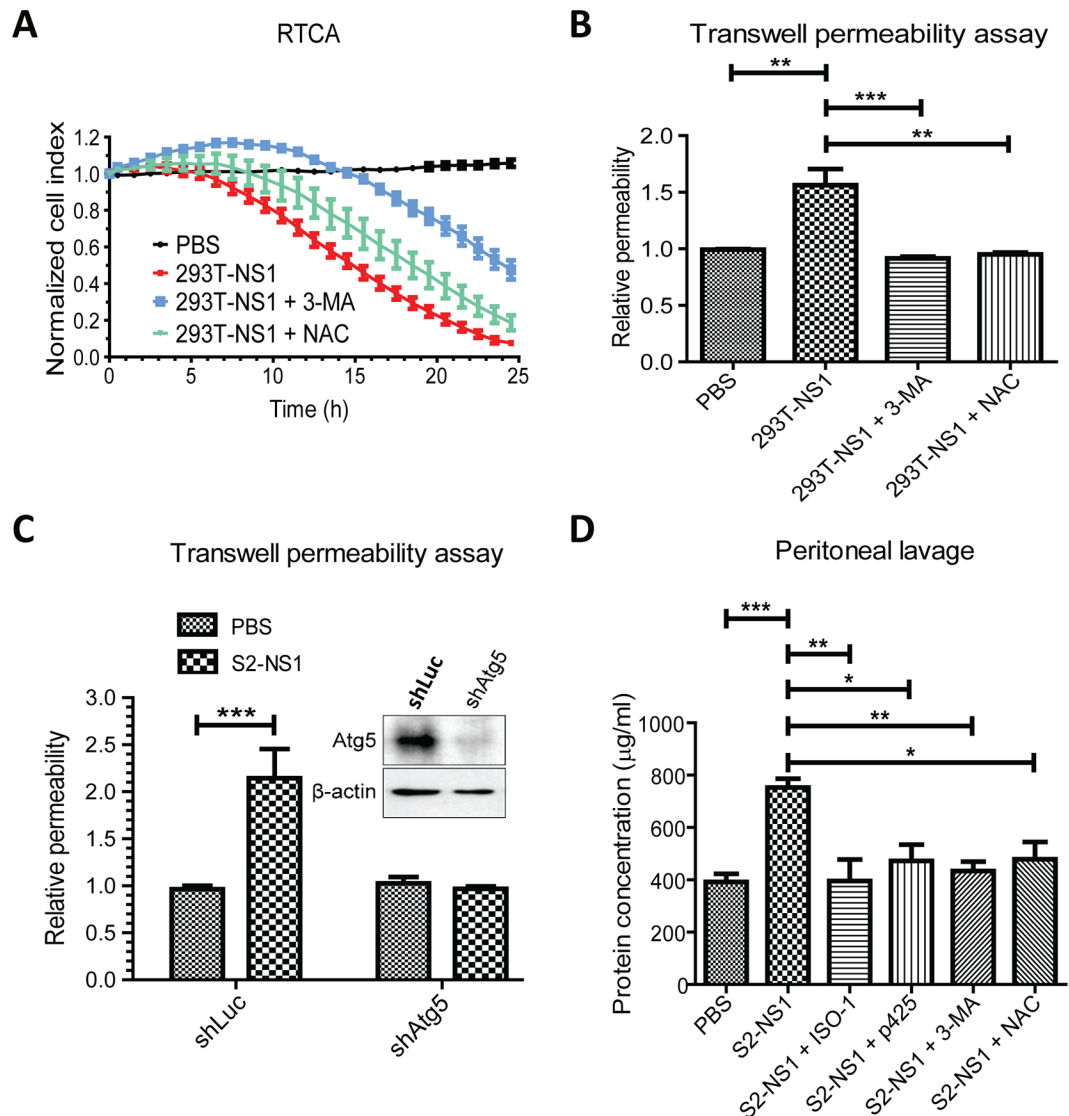 A
RTCA
Normalized cell index
1.2
1.0
0.8
0.6
0.4
0.2
0.0
0 5 10 15 20 25
Time (h)
PBS
293T-NS1
293T-NS1 + 3-MA
293T-NS1 + NAC
B
Transwell permeability assay
**
***
**
Relative permeability
2.0
1.5
1.0
0.5
0.0
PBS
293T-NS1
293T-NS1 + 3-MA
293T-NS1 + NAC
C
Transwell permeability assay
PBS
S2-NS1
Relative permeability
3.0
2.5
2.0
1.5
1.0
0.5
0.0
***
shLuc
shAtg5
Atg5
β-actin
shLuc
shAtg5
D
Peritoneal lavage
***
**
*
**
*
Protein concentration (μg/ml)
1000
800
600
400
200
0
PBS
S2-NS1
S2-NS1 + ISO-1
S2-NS1 + p425
S2-NS1 + 3-MA
S2-NS1 + NAC